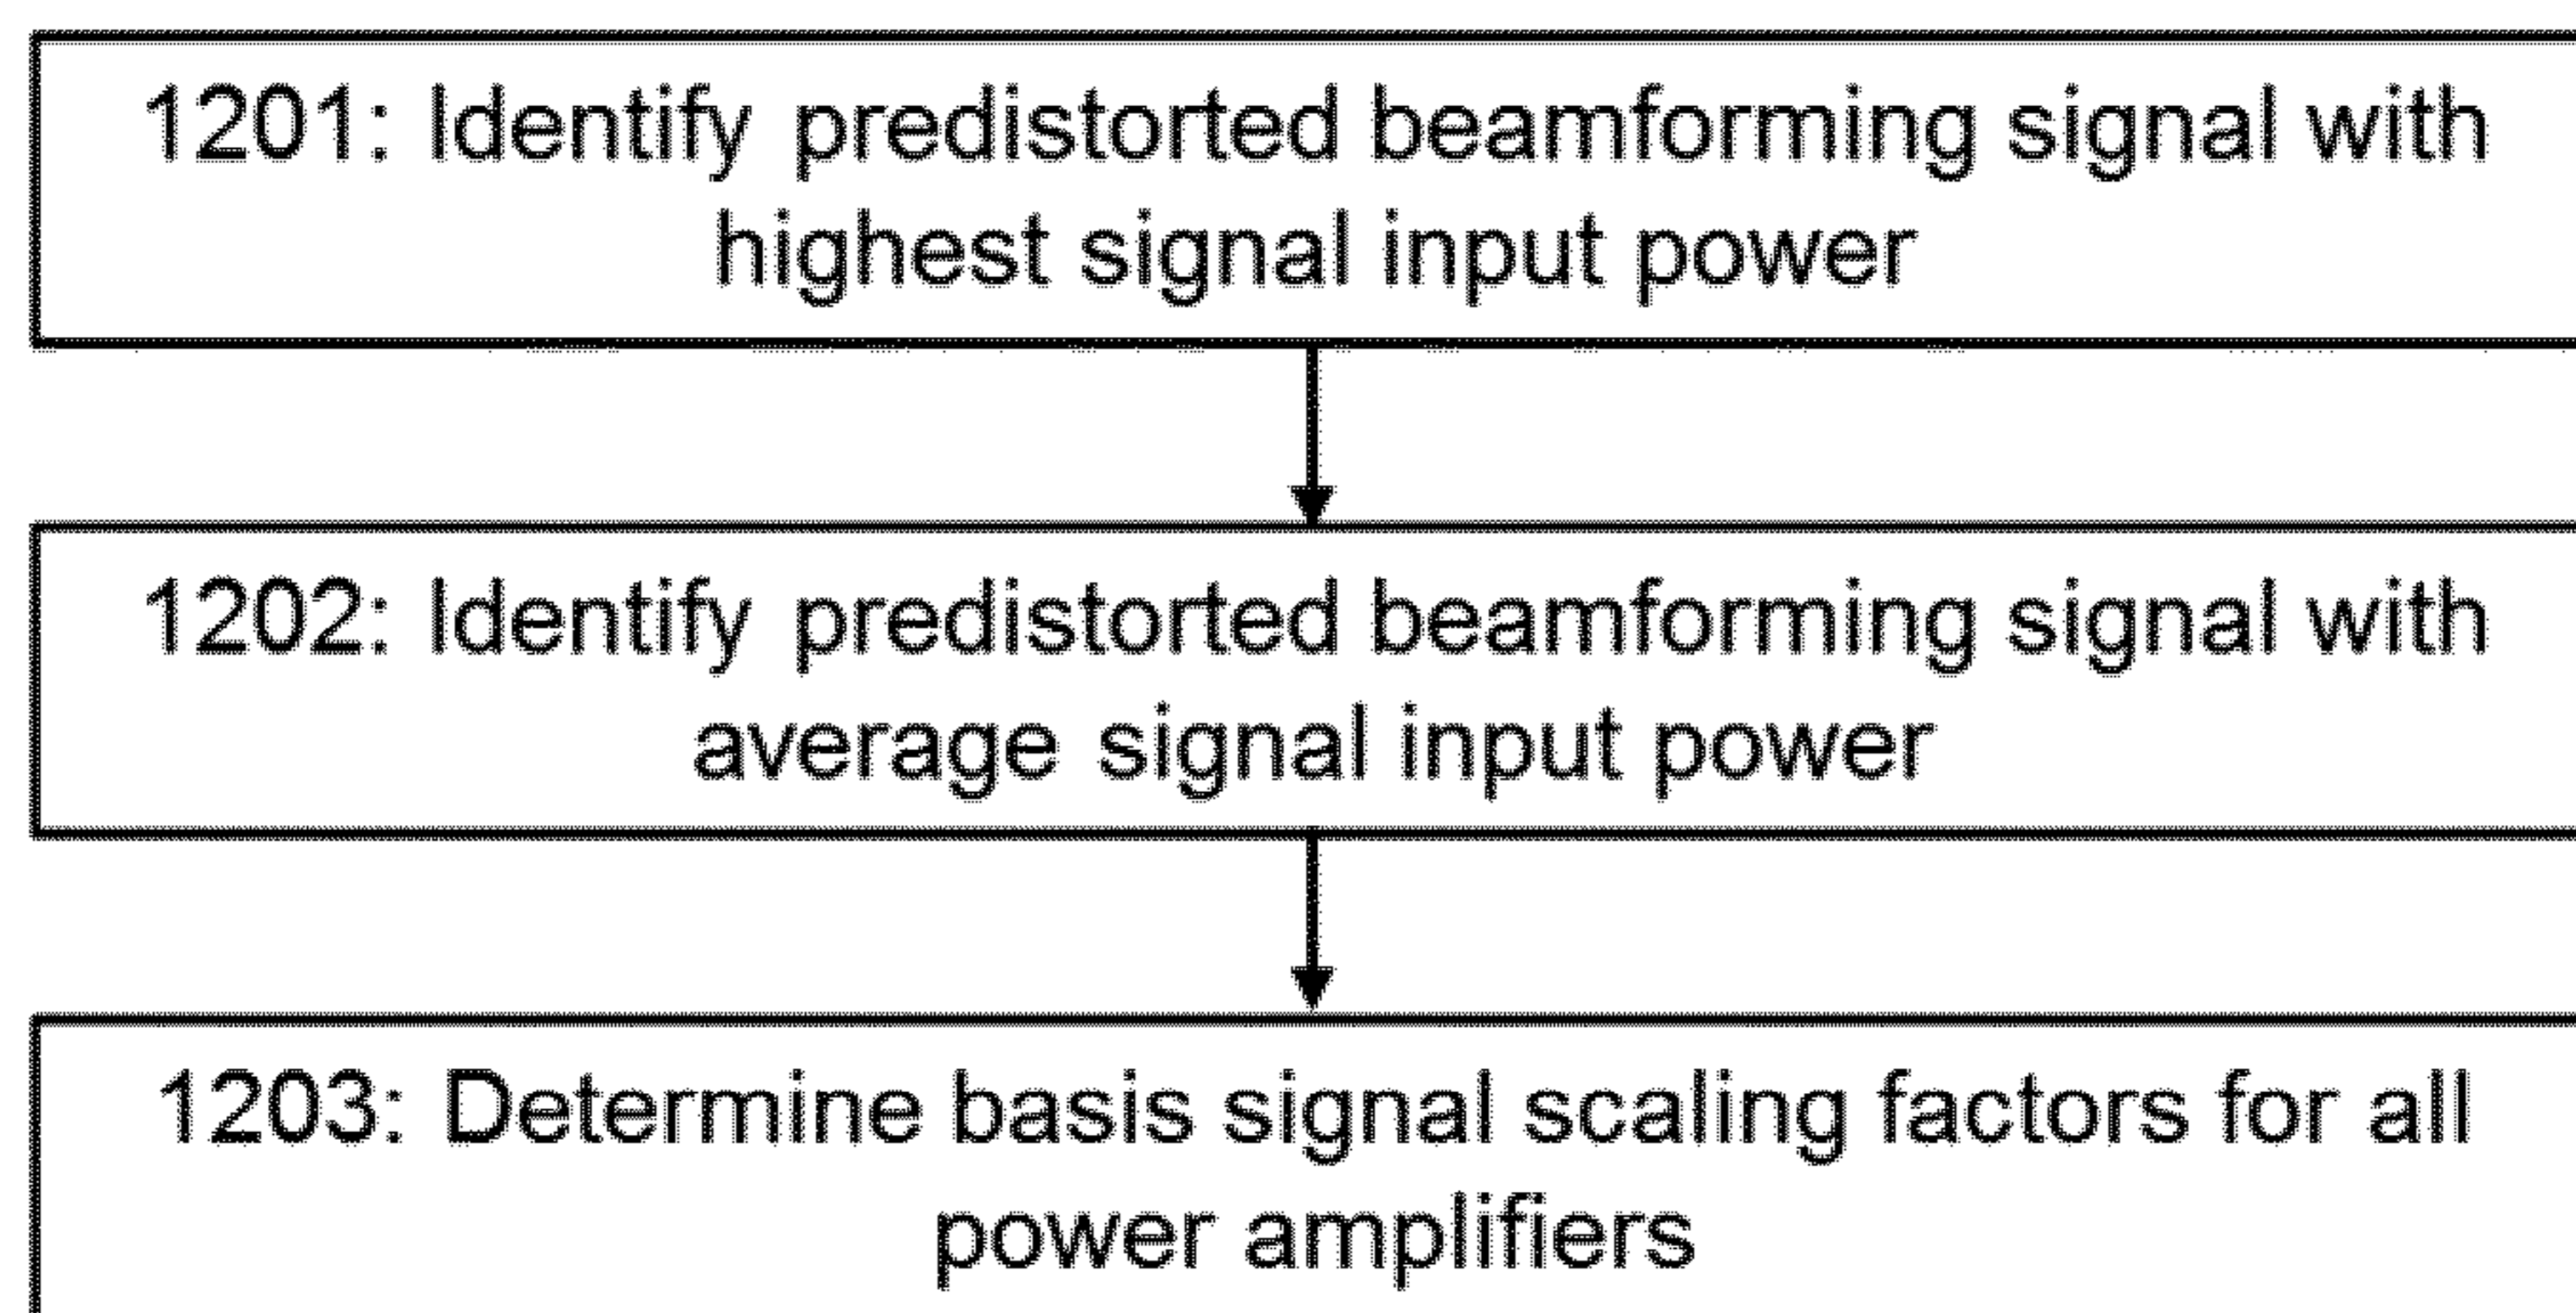 1201: Identify predistorted beamforming signal with
highest signal input power
1202: Identify predistorted beamforming signal with
average signal input power
1203: Determine basis signal scaling factors for all
power amplifiers